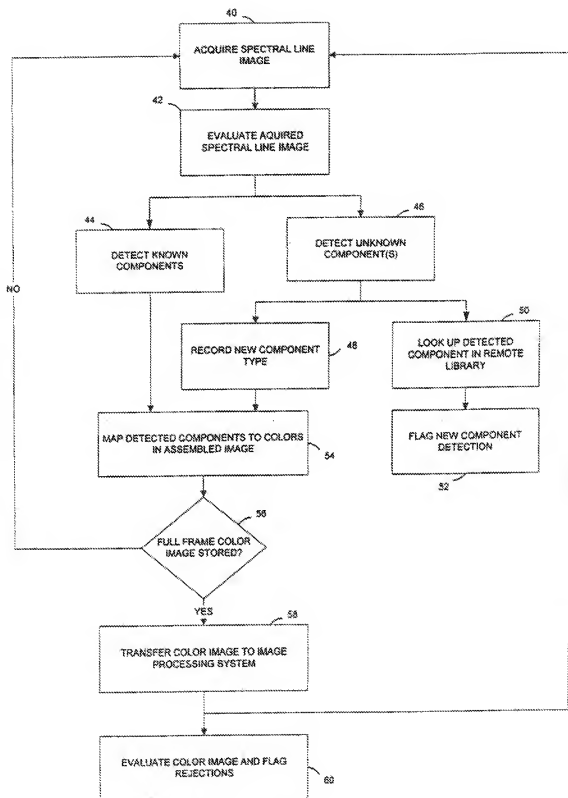 40
ACQUIRE SPECTRAL LINE
IMAGE
42
EVALUATE AQUIRED
SPECTRAL LINE IMAGE
44
DETECT KNOWN
COMPONENTS
46
DETECT UNKNOWN
COMPONENT(S)
NO
RECORD NEW COMPONENT
TYPE
48
50
LOOK UP DETECTED
COMPONENT IN REMOTE
LIBRARY
MAP DETECTED COMPONENTS TO COLORS
IN ASSEMBLED IMAGE
54
FLAG NEW COMPONENT
DETECTION
52
56
FULL FRAME COLOR
IMAGE STORED?
YES
58
TRANSFER COLOR IMAGE TO IMAGE
PROCESSING SYSTEM
EVALUATE COLOR IMAGE AND FLAG
REJECTIONS
60